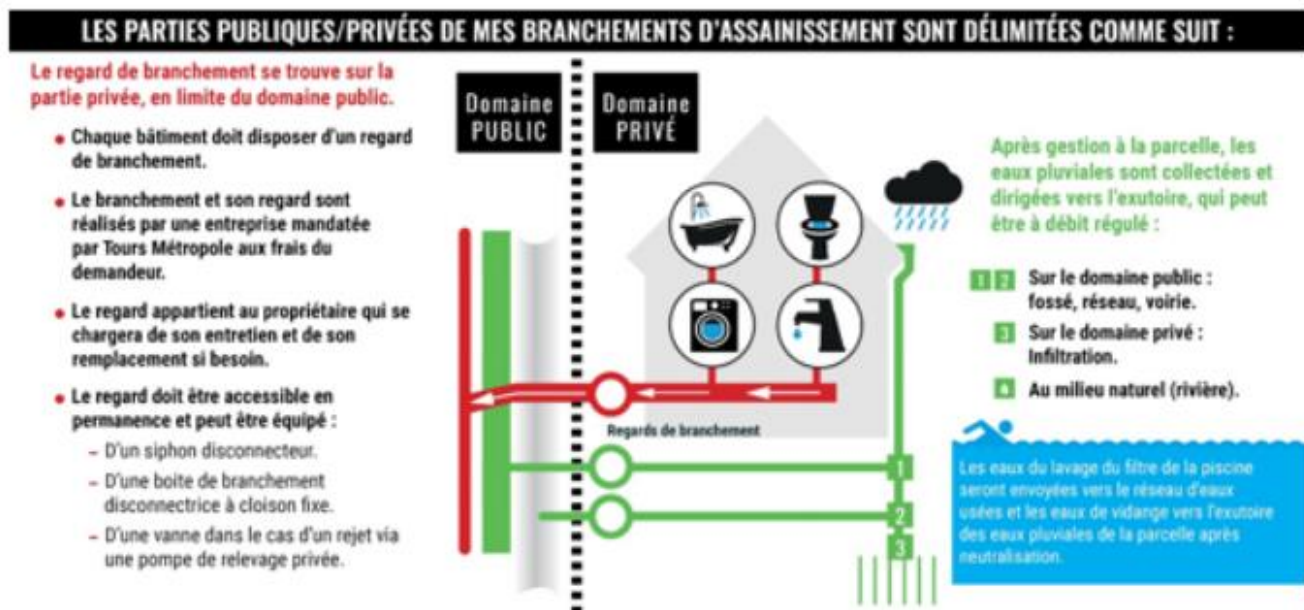 LES PARTIES PUBLIQUES/PRIVÉES DE MES BRANCHEMENTS D'ASSAINISSEMENT SONT DÉLIMITÉES COMME SUIT :
Le regard de branchement se trouve sur la
partie privée, en limite du domaine public.
• Chaque bâtiment doit disposer d'un regard
de branchement.
• Le branchement et son regard sont
réalisés par une entreprise mandatée
par Tours Métropole aux frais du
demandeur.
• Le regard appartient au propriétaire qui se
chargera de son entretien et de son
remplacement si besoin.
• Le regard doit être accessible en
permanence et peut être équipé :
– D'un siphon disconnecteur.
– D'une boite de branchement
disconnectrice à cloison fixe.
– D'une vanne dans le cas d'un rejet via
une pompe de relevage privée.
Domaine
PUBLIC
Domaine
PRIVÉ
Regards de branchement
1
2
3
Après gestion à la parcelle, les
eaux pluviales sont collectées et
dirigées vers l'exutoire, qui peut
être à débit régulé :
1 2 Sur le domaine public :
fossé, réseau, voirie.
3 Sur le domaine privé :
Infiltration.
Au milieu naturel (rivière).
Les eaux du lavage du filtre de la piscine
seront envoyées vers le réseau d'eaux
usées et les eaux de vidange vers l'exutoire
des eaux pluviales de la parcelle après
neutralisation.